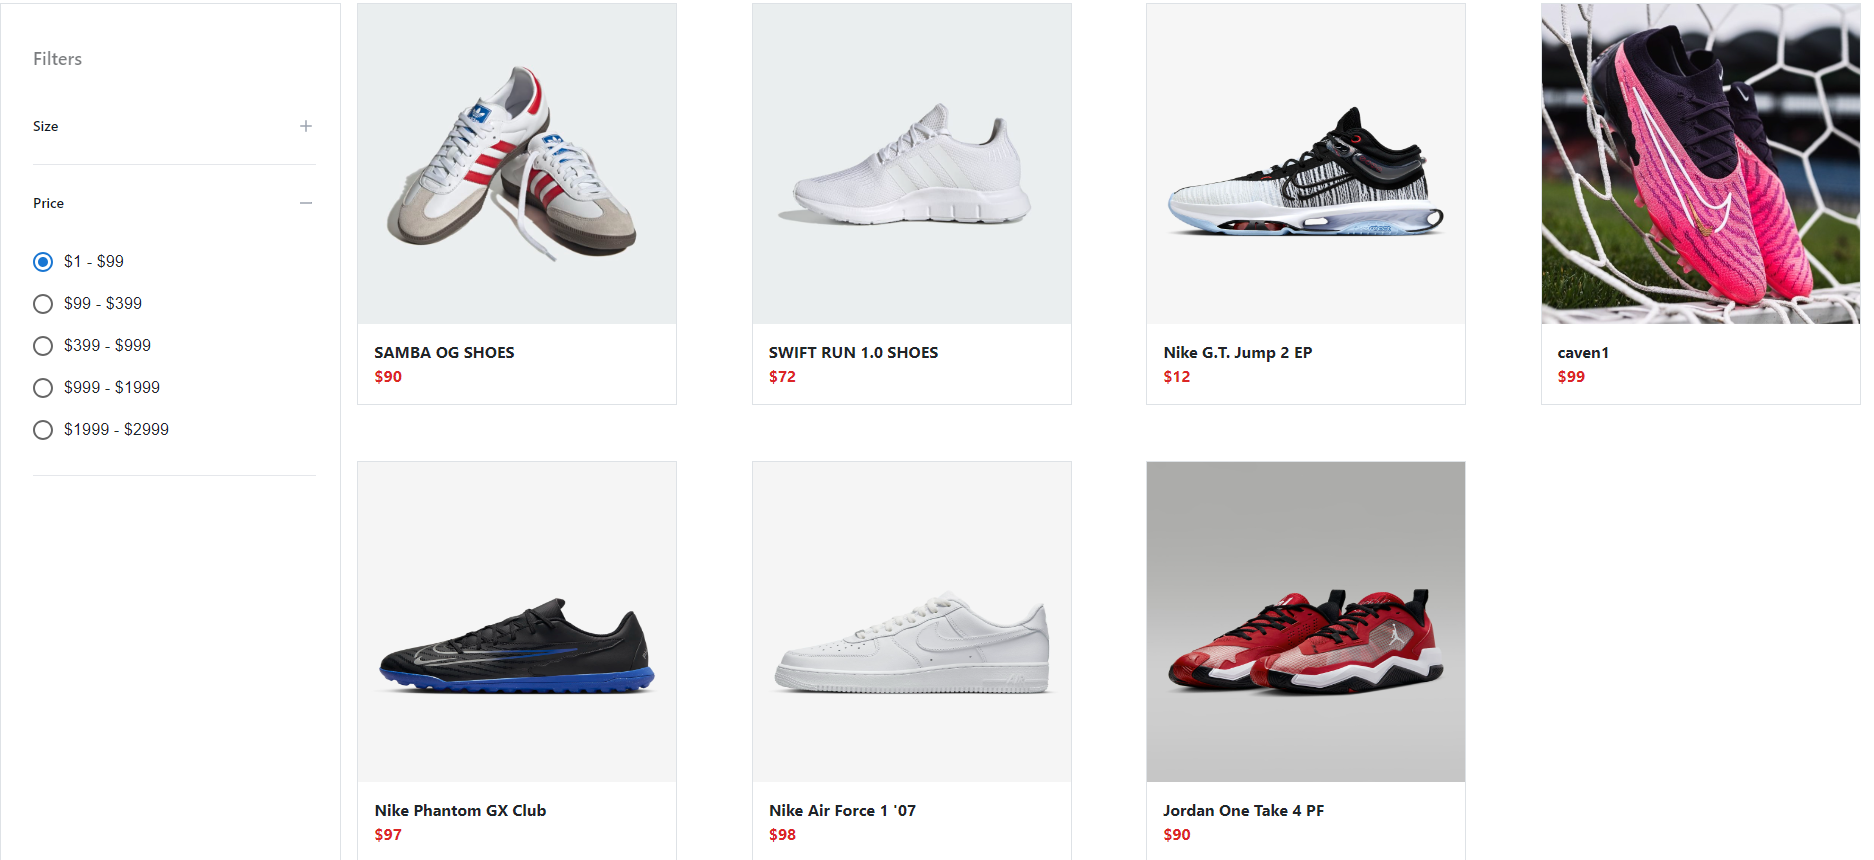 Filters
Size
Price
$1 - $99
$99 - $399
$399 - $999
$999 - $1999
$1999 - $2999
SAMBA OG SHOES
$90
SWIFT RUN 1.0 SHOES
$72
Nike G.T. Jump 2 EP
$12
caven1
$99
Nike Phantom GX Club
$97
Nike Air Force 1 '07
$98
Jordan One Take 4 PF
$90